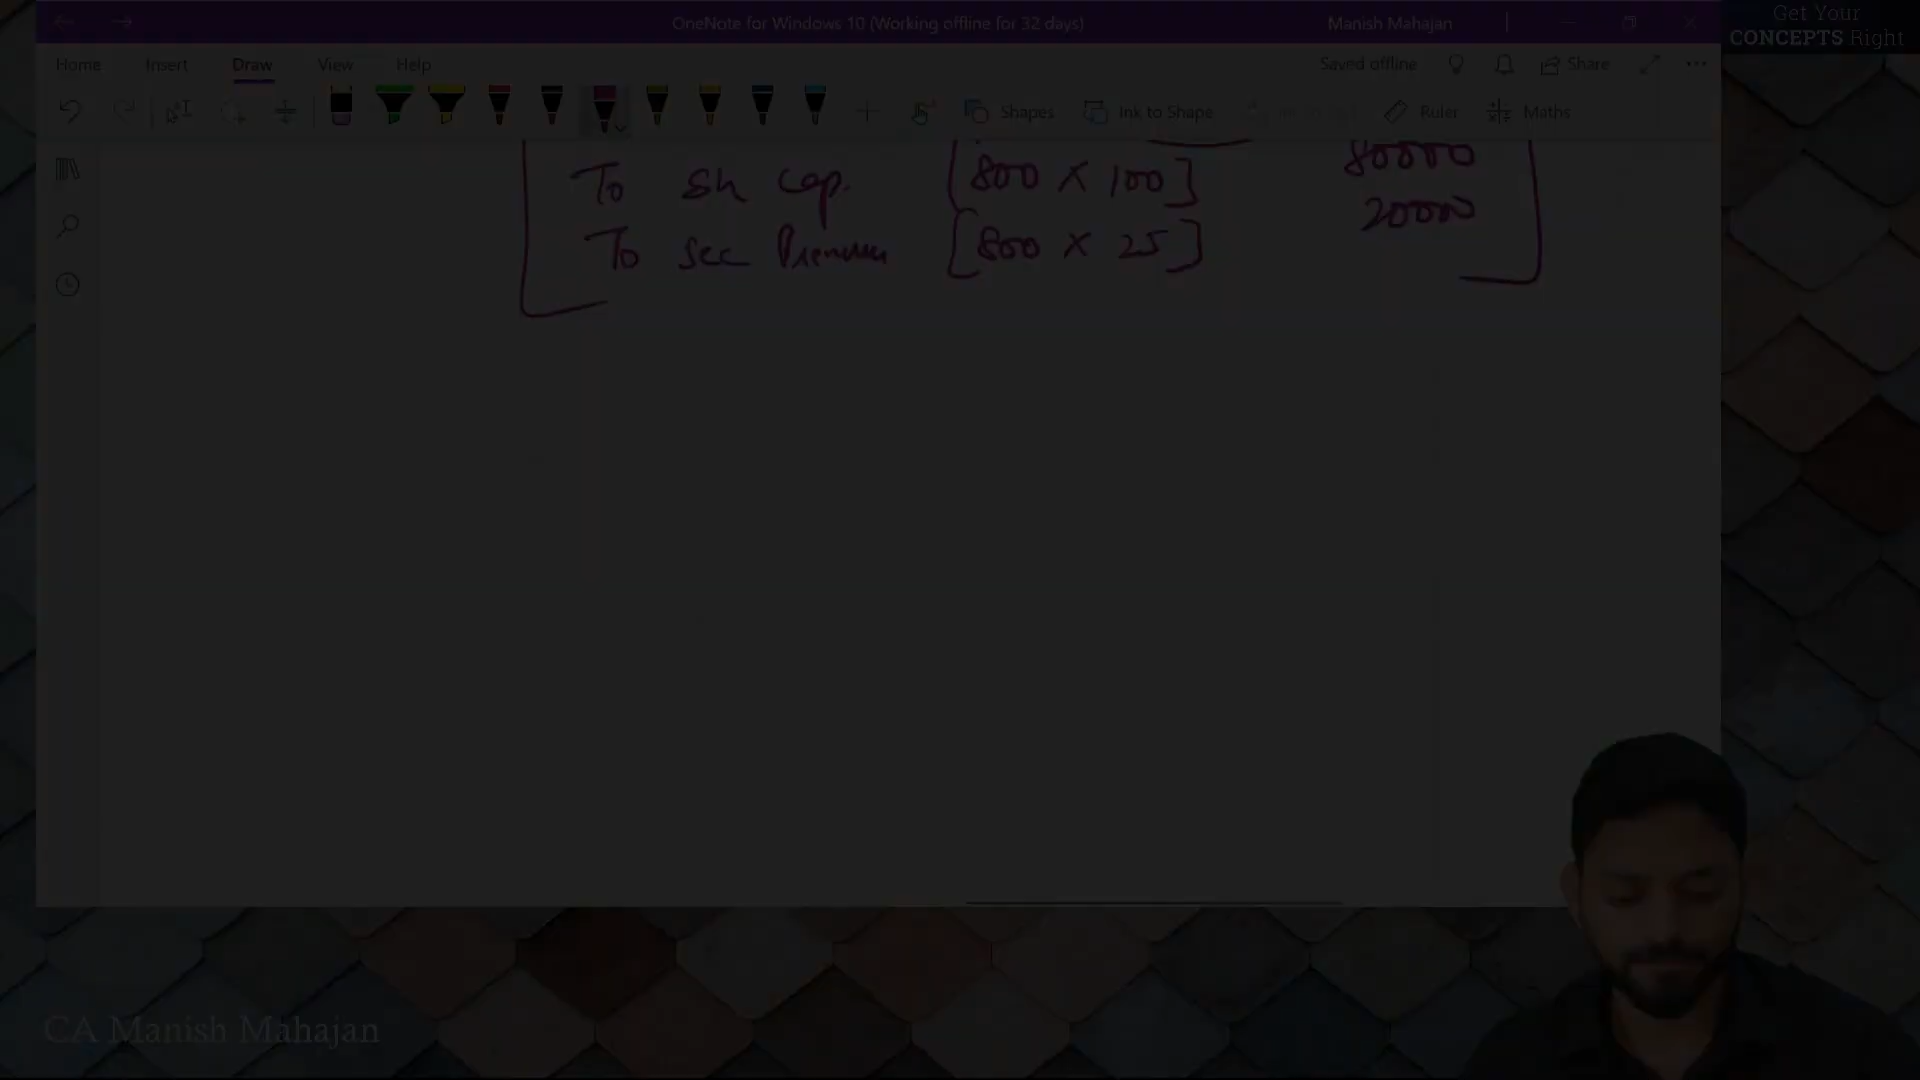 OneNote for Windows 10 (Working offline for 32 days)
Manish Mahajan
Get Your
CONCEPTS Right
Home Insert Draw View Help
Saved offline Share
Shapes Ink to Shape Ruler Maths
To Sh Cap. [800 X 100] 80000
To Sec Premium [800 X 25] 20000
CA Manish Mahajan